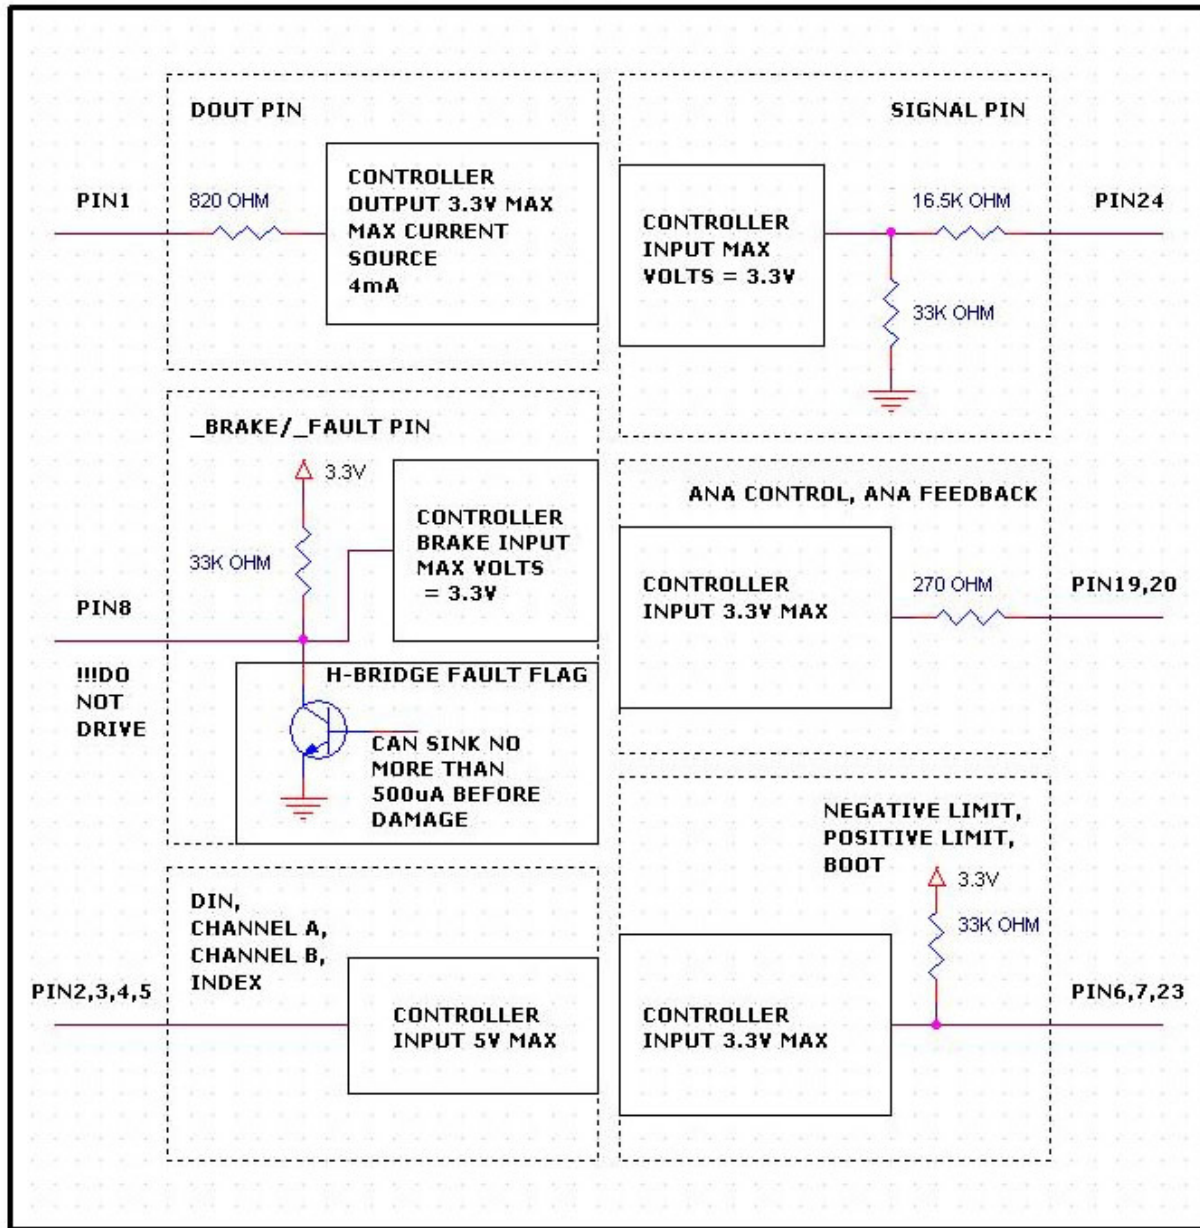 DOUT PIN
PIN1
820 OHM
CONTROLLER
OUTPUT 3.3V MAX
MAX CURRENT
SOURCE
4mA
SIGNAL PIN
CONTROLLER
INPUT MAX
VOLTS = 3.3V
16.5K OHM
PIN24
33K OHM
_BRAKE/_FAULT PIN
3.3V
33K OHM
CONTROLLER
BRAKE INPUT
MAX VOLTS
= 3.3V
PIN8
!!!DO
NOT
DRIVE
H-BRIDGE FAULT FLAG
CAN SINK NO
MORE THAN
500uA BEFORE
DAMAGE
ANA CONTROL, ANA FEEDBACK
CONTROLLER
INPUT 3.3V MAX
270 OHM
PIN19,20
DIN,
CHANNEL A,
CHANNEL B,
INDEX
PIN2,3,4,5
CONTROLLER
INPUT 5V MAX
NEGATIVE LIMIT,
POSITIVE LIMIT,
BOOT
3.3V
33K OHM
CONTROLLER
INPUT 3.3V MAX
PIN6,7,23